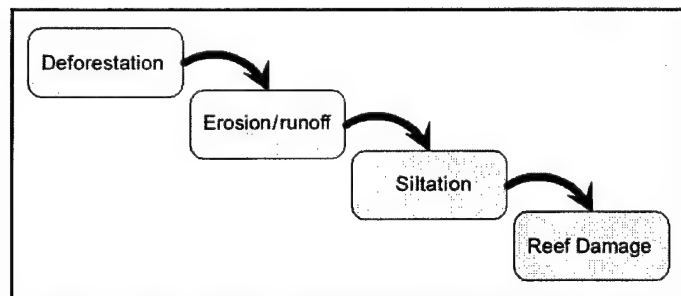 Deforestation
Erosion/runoff
Siltation
Reef Damage